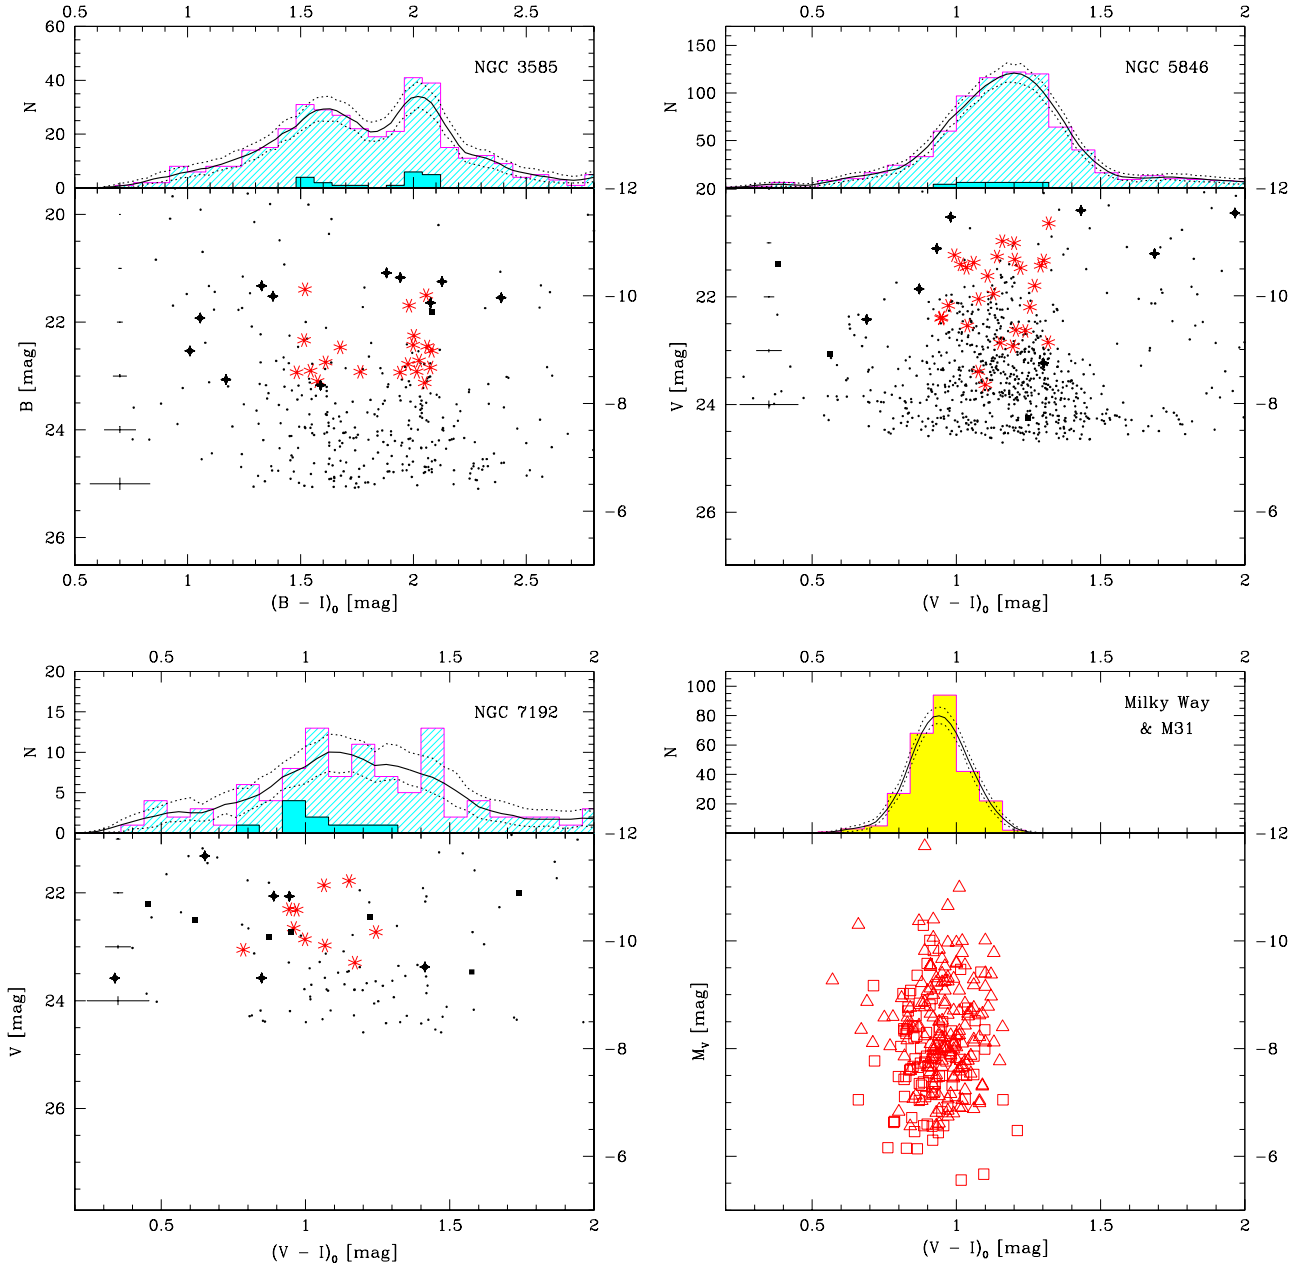 0.5 1 1.5 2 2.5
60
40
20
0
N
NGC 3585
20
22
24
26
B [mag]
-12
-10
-8
-6
0.5 1 1.5 2 2.5
(B - I)₀ [mag]
0.5 1 1.5 2
150
100
50
20
N
NGC 5846
22
24
26
V [mag]
-12
-10
-8
-6
0.5 1 1.5 2
(V - I)₀ [mag]
0.5 1 1.5 2
20
15
10
5
0
N
NGC 7192
22
24
26
V [mag]
-12
-10
-8
-6
0.5 1 1.5 2
(V - I)₀ [mag]
0.5 1 1.5 2
100
80
60
40
20
N
Milky Way
& M31
M_V [mag]
-12
-10
-8
-6
0.5 1 1.5 2
(V - I)₀ [mag]